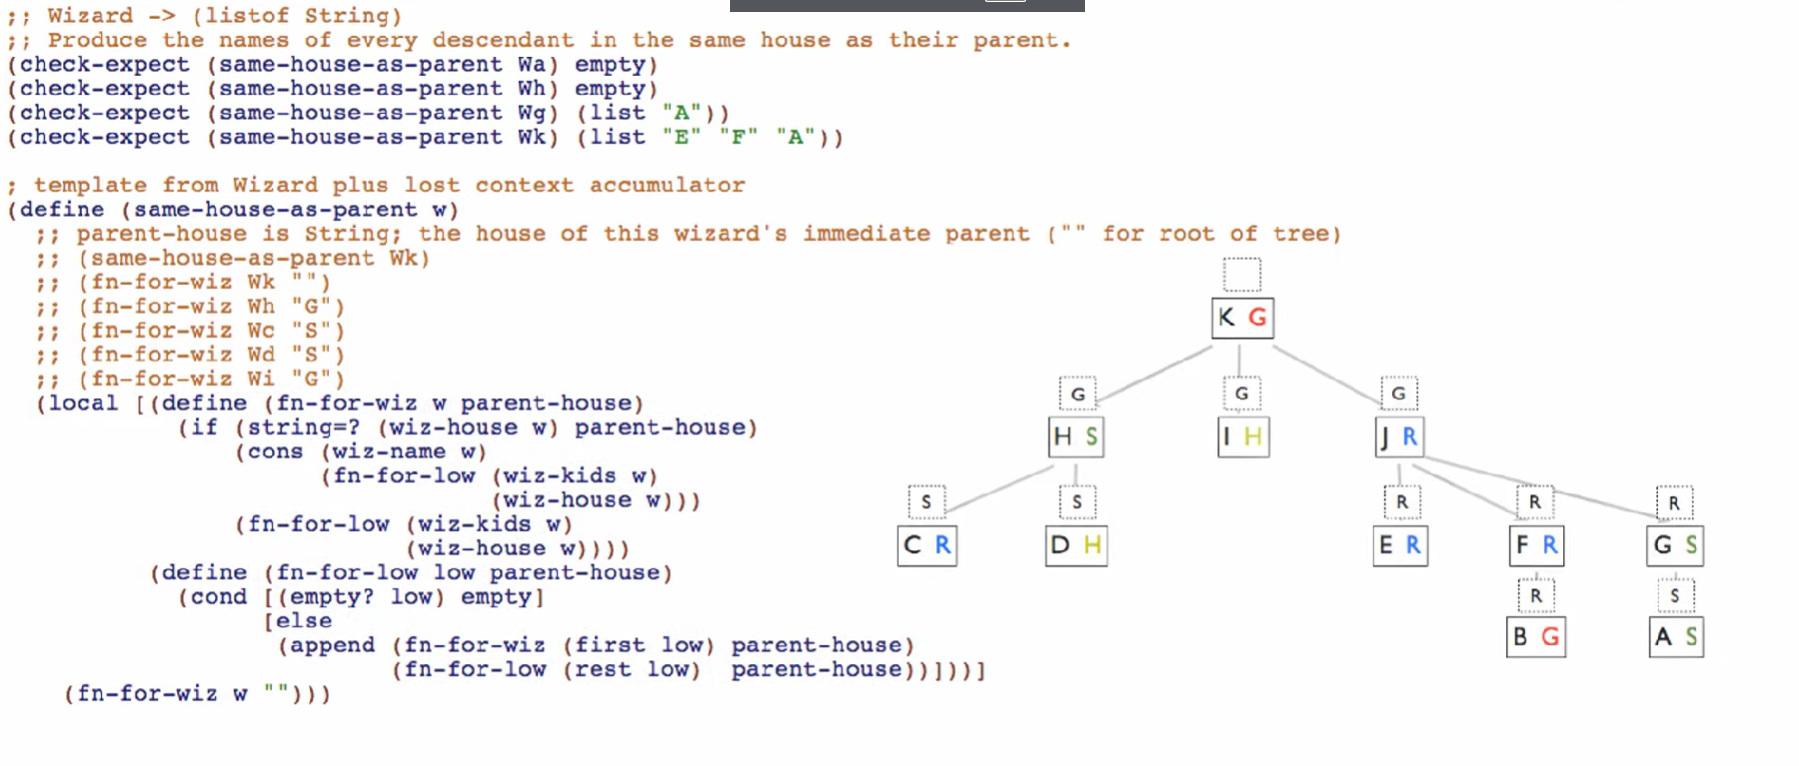 ;; Wizard -> (listof String)
;; Produce the names of every descendant in the same house as their parent.
(check-expect (same-house-as-parent Wa) empty)
(check-expect (same-house-as-parent Wh) empty)
(check-expect (same-house-as-parent Wg) (list "A"))
(check-expect (same-house-as-parent Wk) (list "E" "F" "A"))
; template from Wizard plus lost context accumulator
(define (same-house-as-parent w)
;; parent-house is String; the house of this wizard's immediate parent ("" for root of tree)
;; (same-house-as-parent Wk)
;; (fn-for-wiz Wk "")
;; (fn-for-wiz Wh "G")
;; (fn-for-wiz Wc "S")
;; (fn-for-wiz Wd "S")
;; (fn-for-wiz Wi "G")
(local [(define (fn-for-wiz w parent-house)
(if (string=? (wiz-house w) parent-house)
(cons (wiz-name w)
(fn-for-low (wiz-kids w)
(wiz-house w)))
(fn-for-low (wiz-kids w)
(wiz-house w))))
(define (fn-for-low low parent-house)
(cond [(empty? low) empty]
[else
(append (fn-for-wiz (first low) parent-house)
(fn-for-low (rest low) parent-house))]))]
(fn-for-wiz w "")))
K G
G G G
H S I H J R
S S R R R
C R D H E R F R G S
R S
B G A S